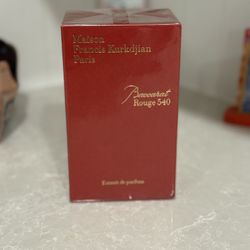 Maison
Francis Kurkdjian
Paris
Baccarat
Rouge 540
Extrait de parfum